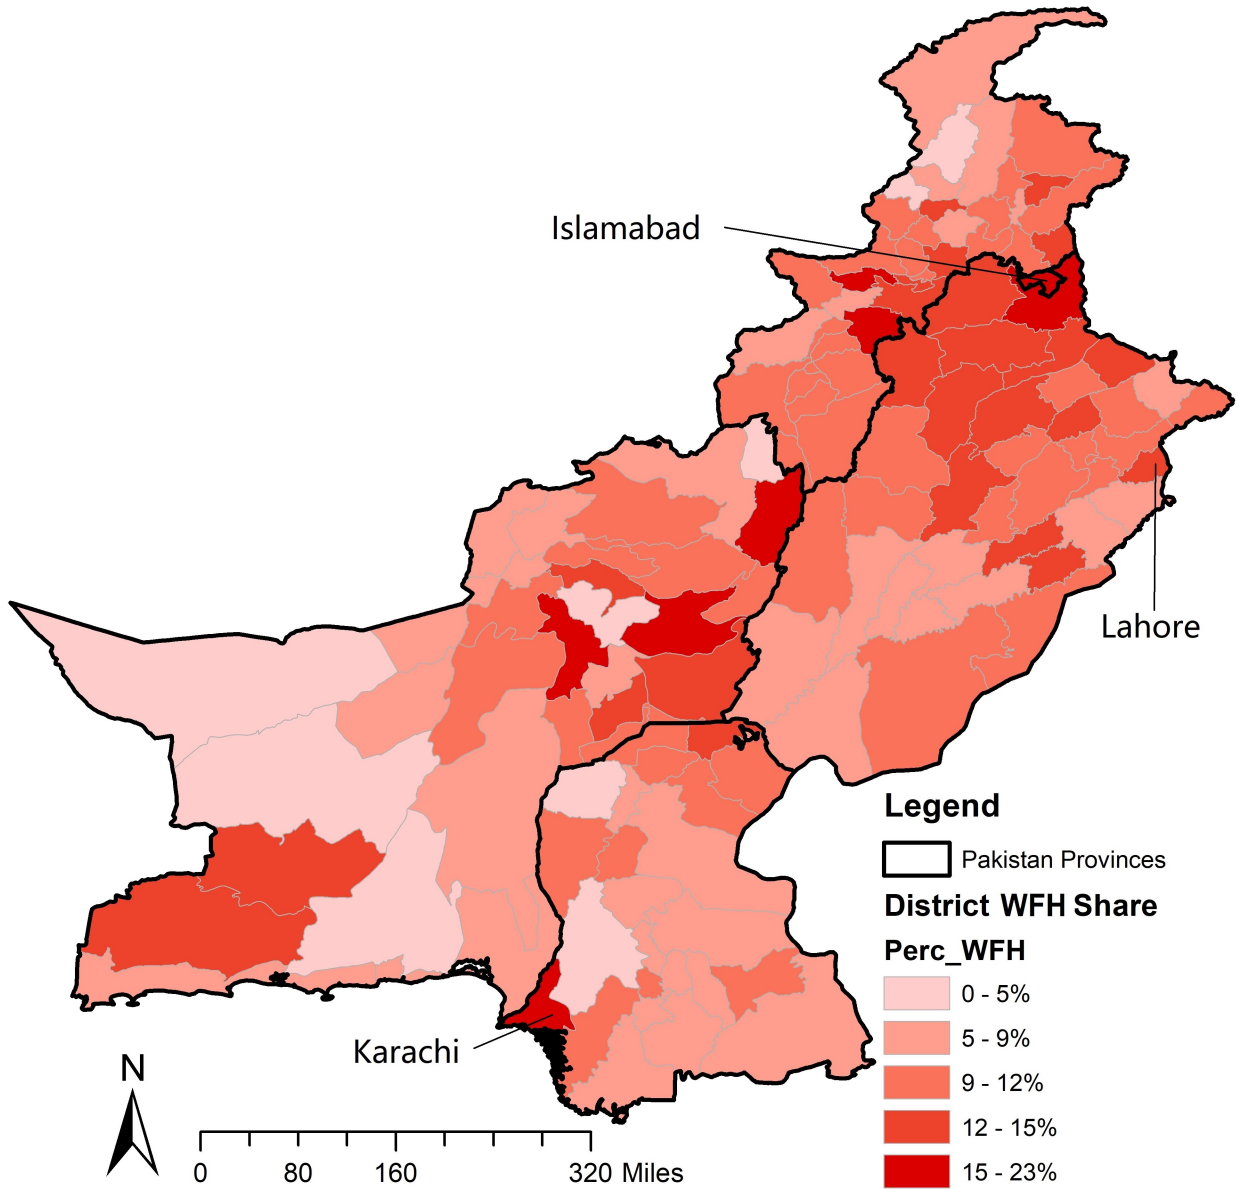 Islamabad
Lahore
Karachi
Legend
Pakistan Provinces
District WFH Share
Perc_WFH
0 - 5%
5 - 9%
9 - 12%
12 - 15%
15 - 23%
N
0 80 160 320 Miles